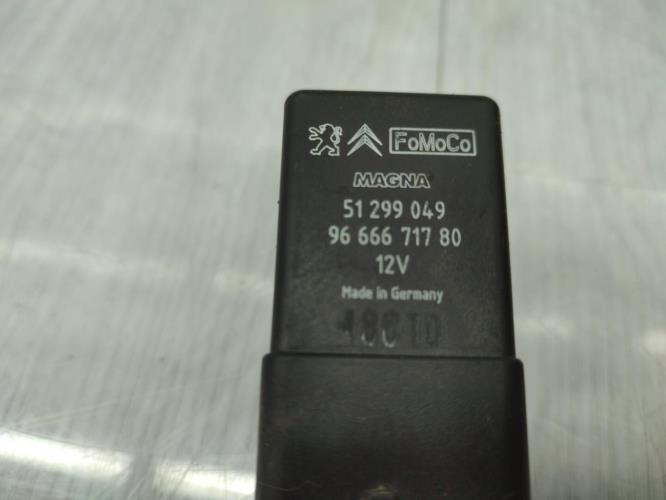 FoMoCo
MAGNA
51 299 049
96 666 717 80
12V
Made in Germany